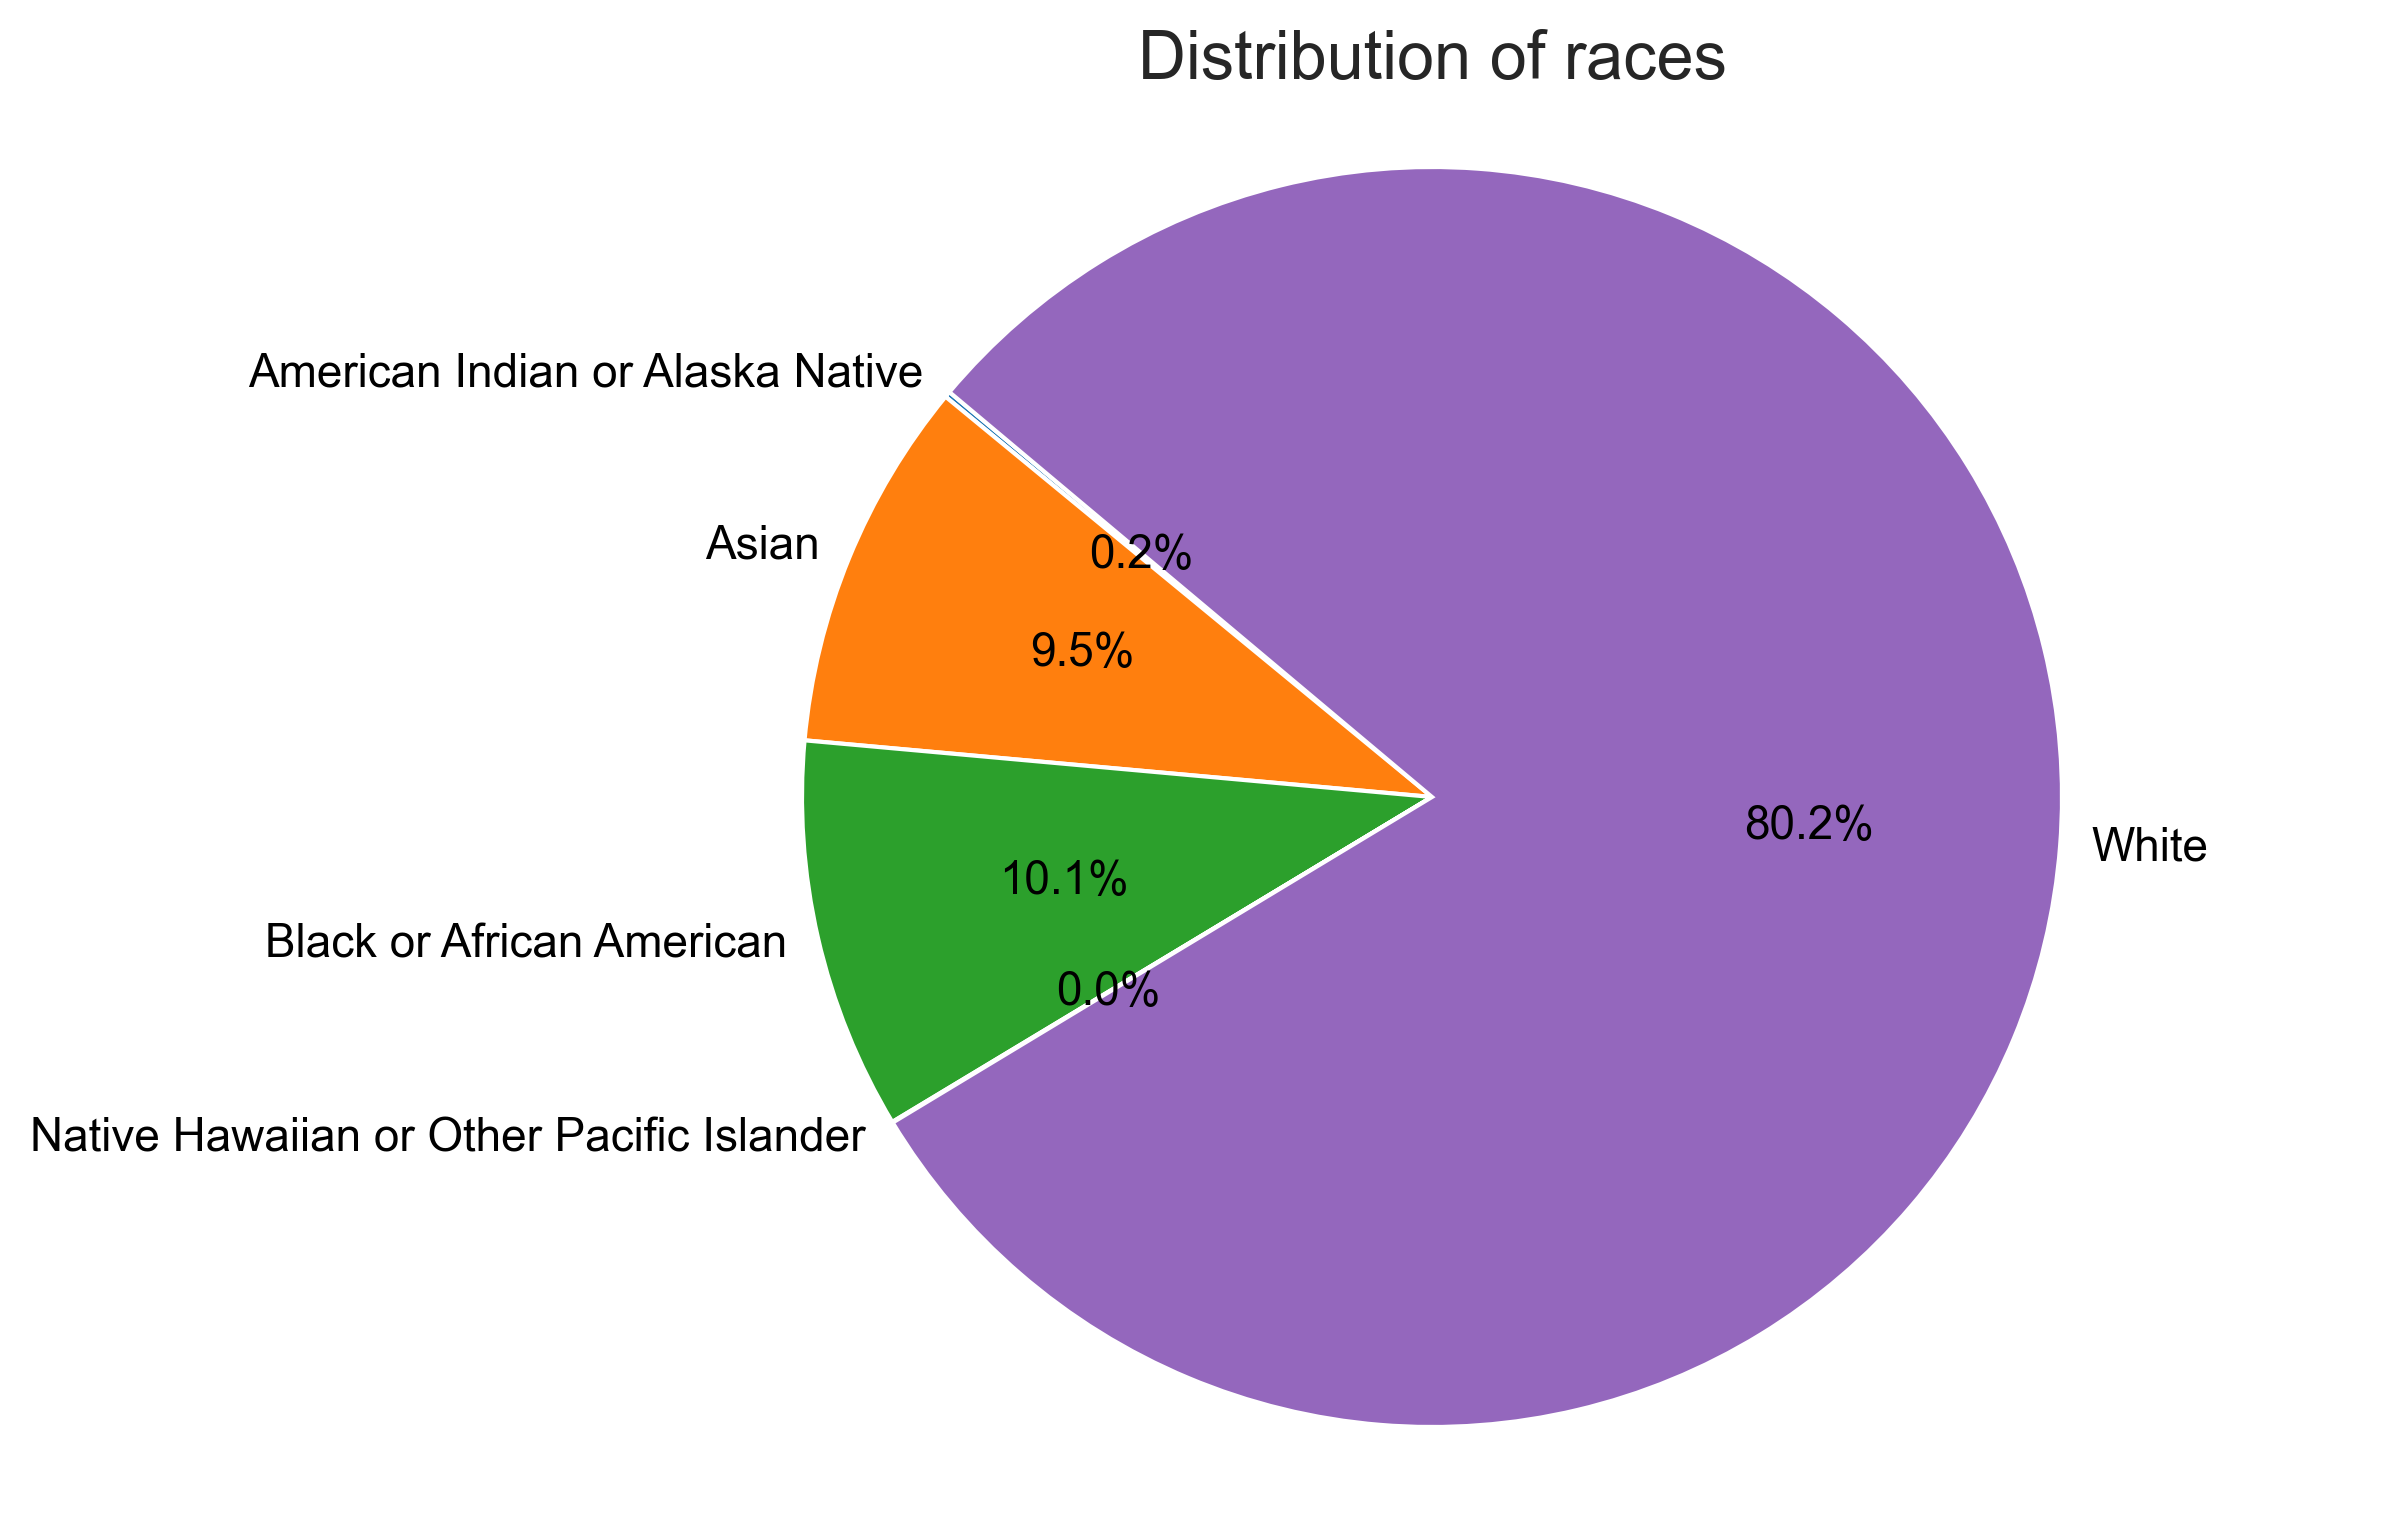 Distribution of races
American Indian or Alaska Native
0.2%
Asian
9.5%
80.2%
White
10.1%
Black or African American
0.0%
Native Hawaiian or Other Pacific Islander